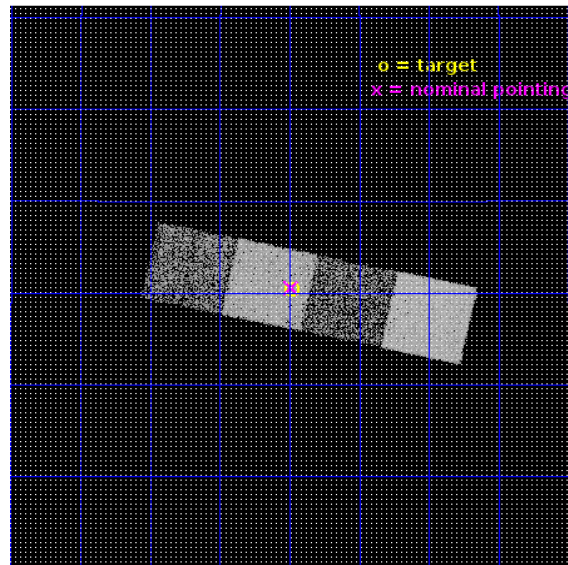 o = target
x = nominal pointing